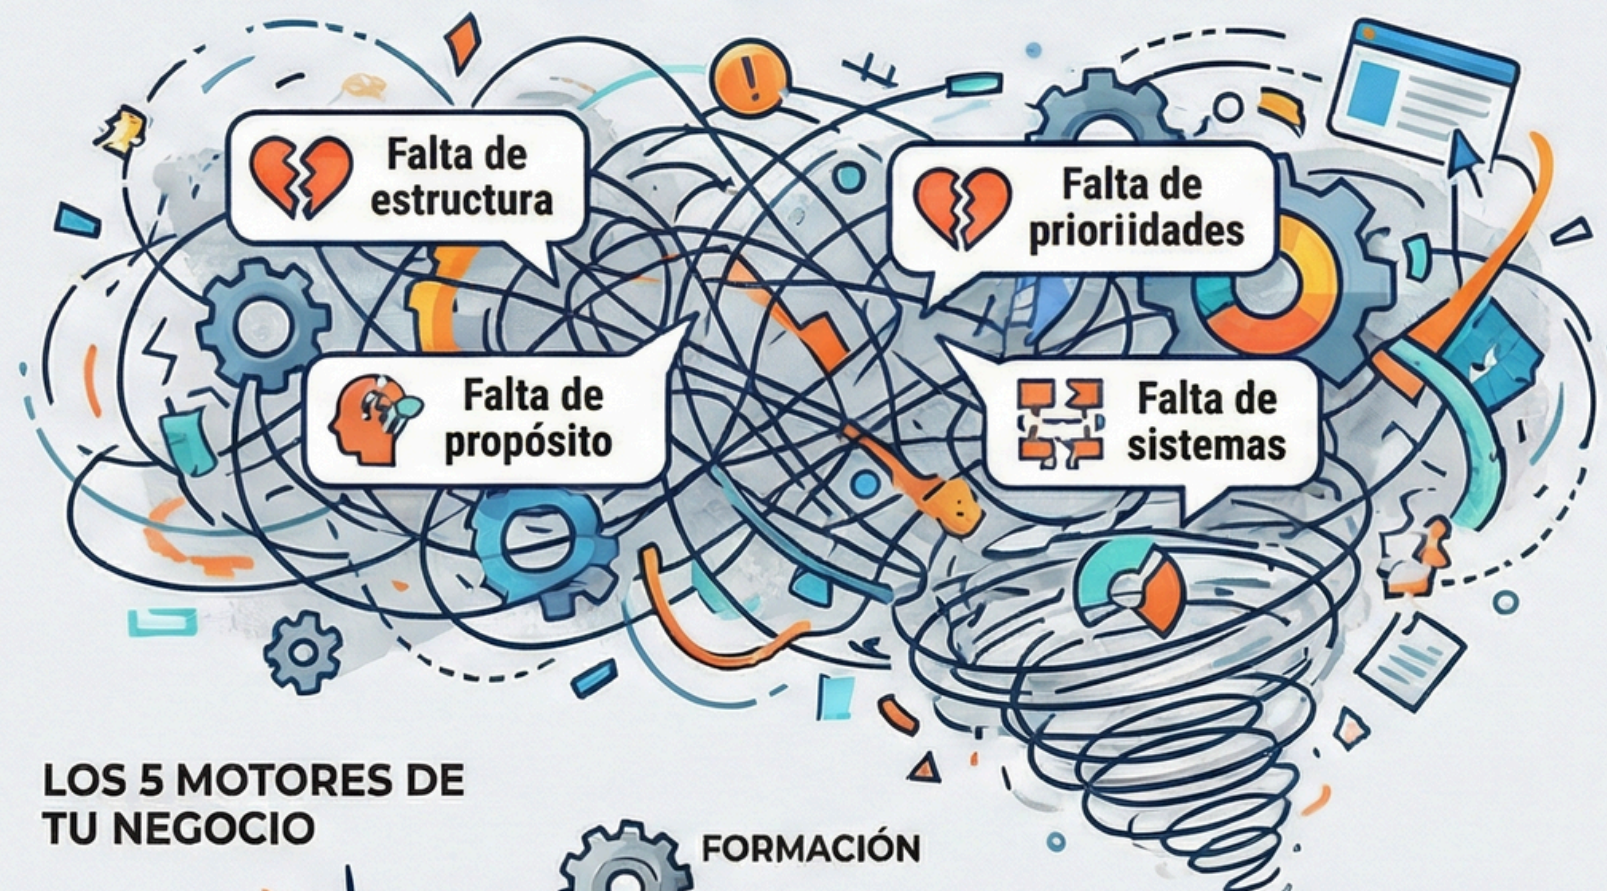 Falta de
estructura
Falta de
prioriidades
Falta de
propósito
Falta de
sistemas
LOS 5 MOTORES DE
TU NEGOCIO
FORMACIÓN